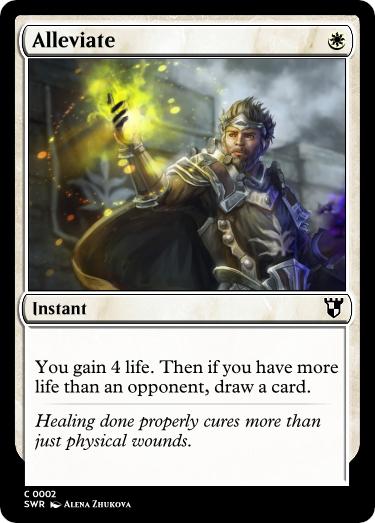 Alleviate
Instant
You gain 4 life. Then if you have more
life than an opponent, draw a card.
Healing done properly cures more than
just physical wounds.
C 0002
SWR Alena Zhukova